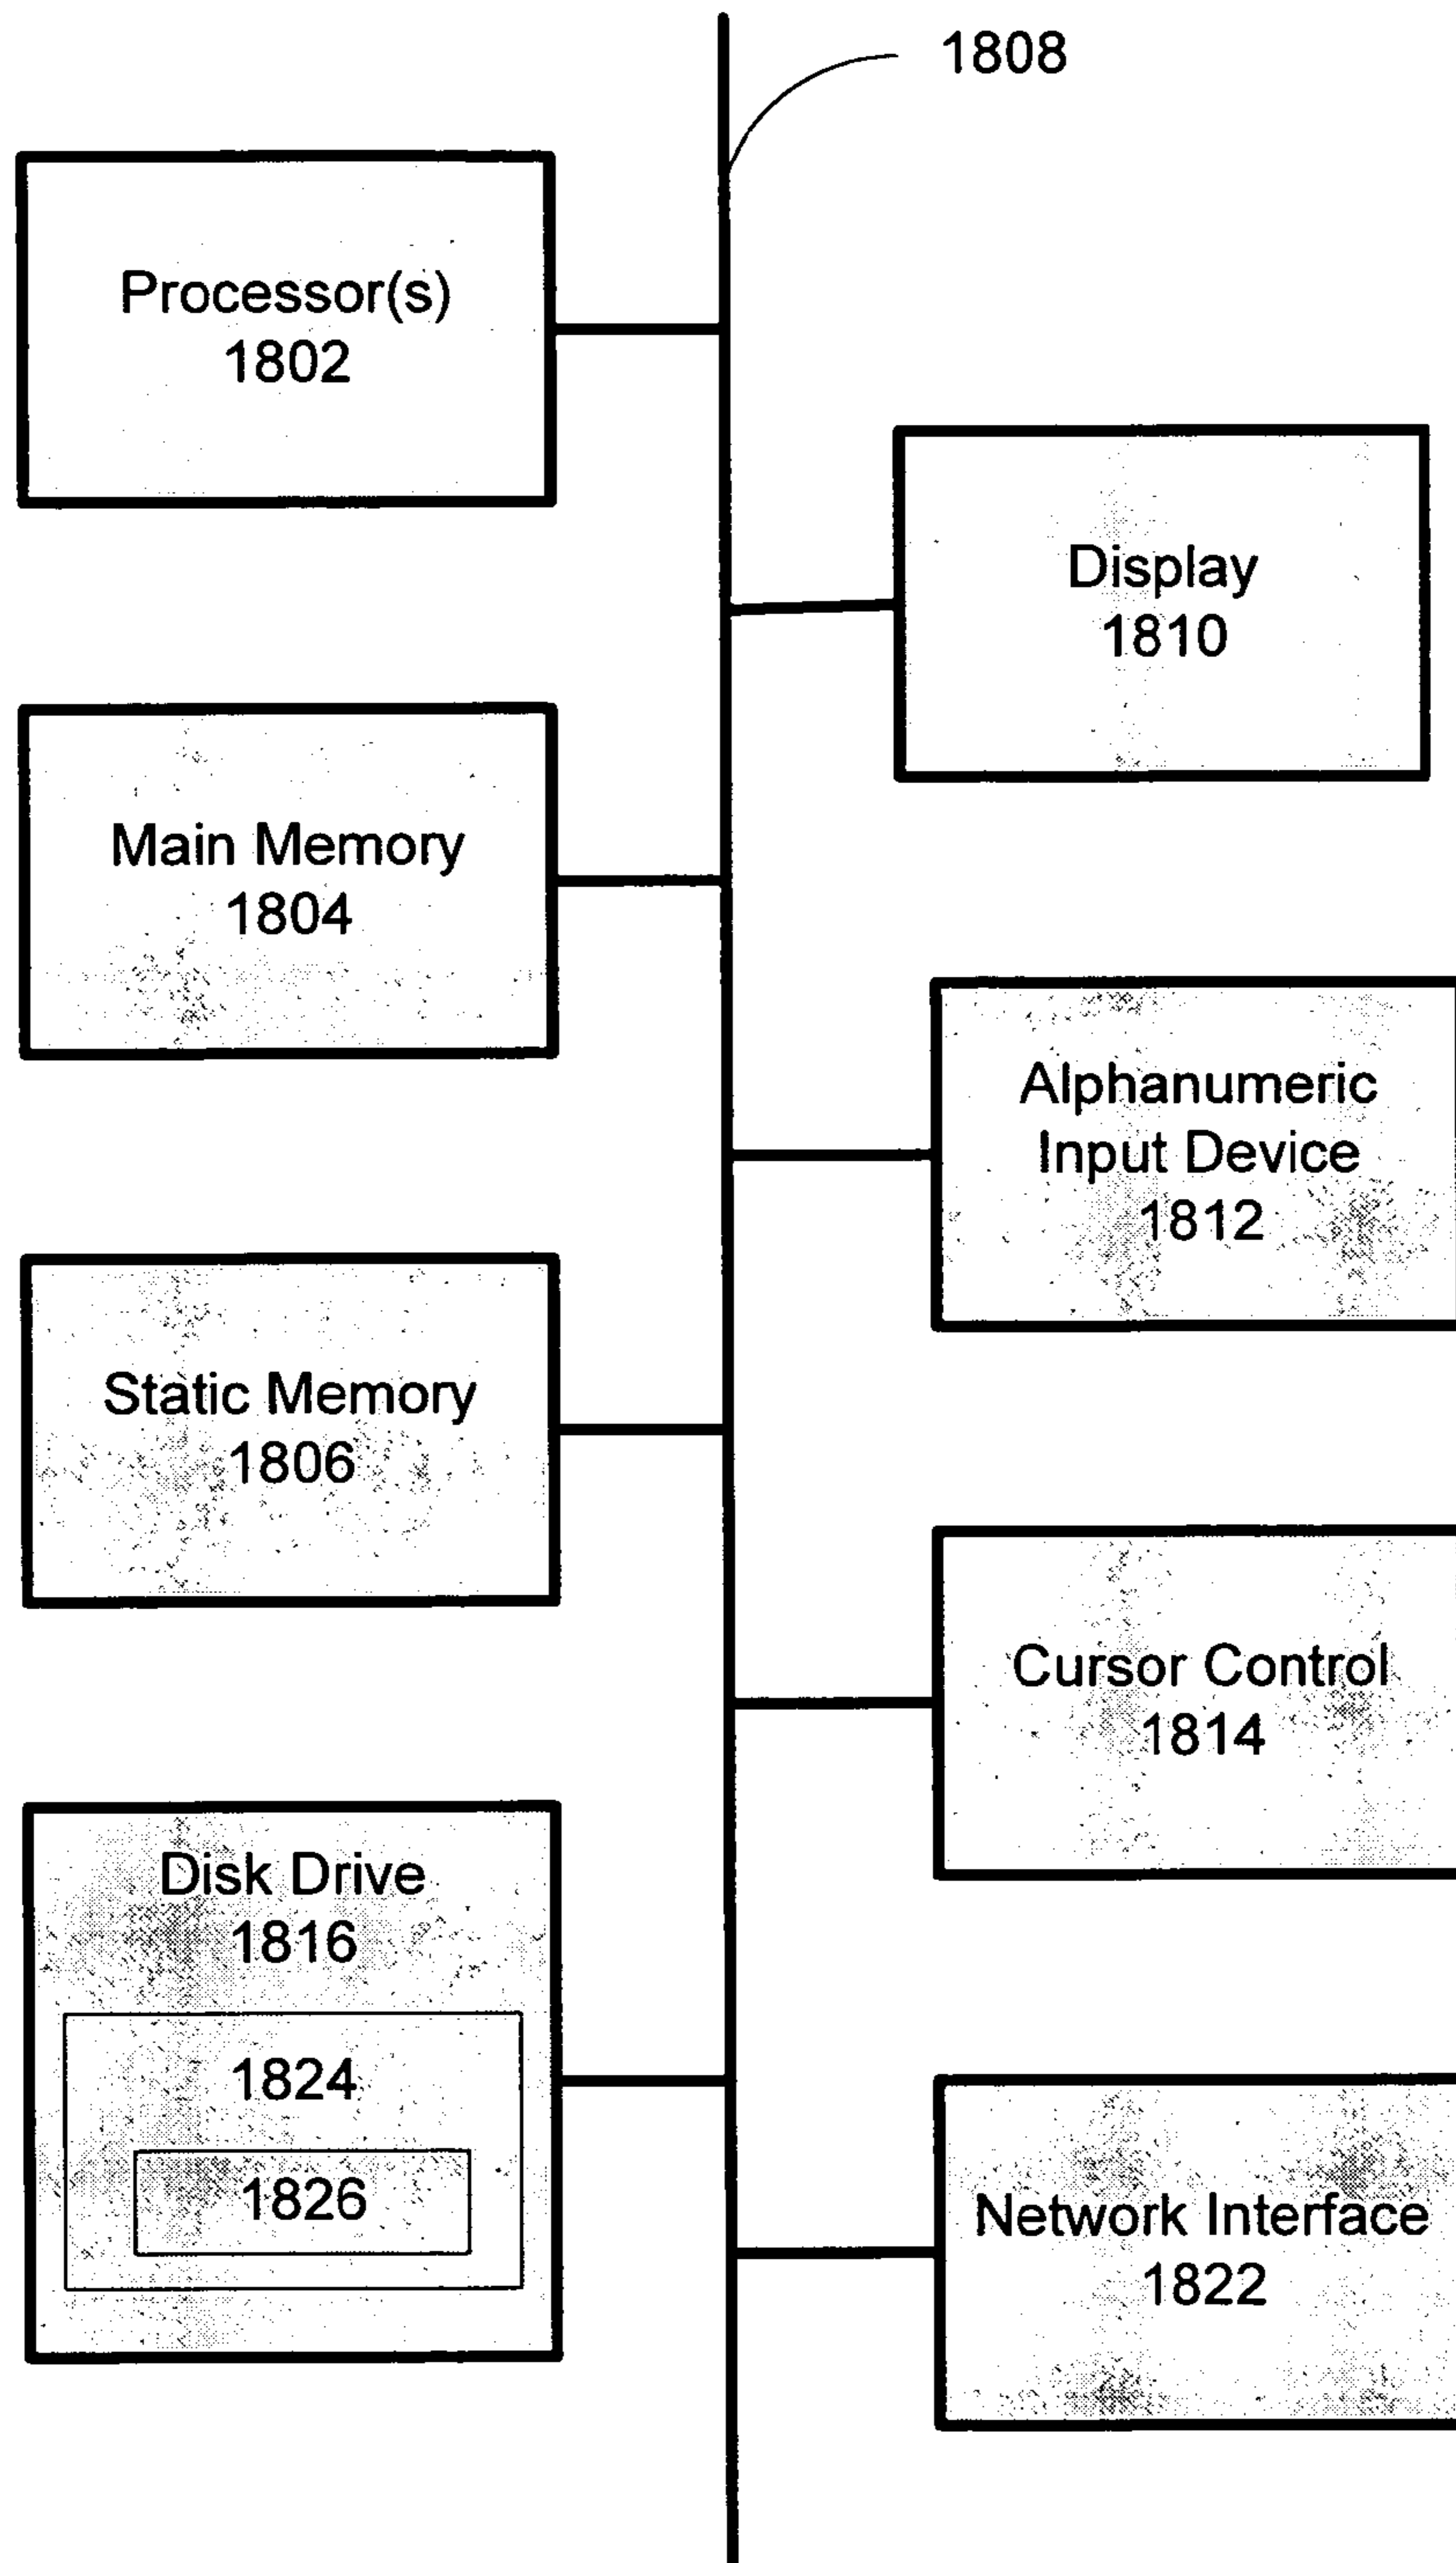 1808
Processor(s)
1802
Display
1810
Main Memory
1804
Alphanumeric
Input Device
1812
Static Memory
1806
Cursor Control
1814
Disk Drive
1816
1824
1826
Network Interface
1822